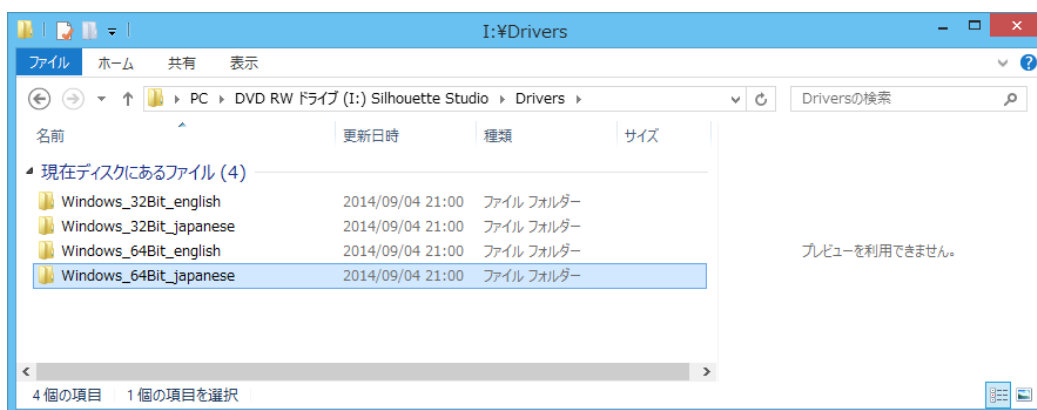 I:¥Drivers
ファイル ホーム 共有 表示
PC DVD RW ドライブ (I:) Silhouette Studio Drivers Driversの検索
名前 更新日時 種類 サイズ
現在ディスクにあるファイル (4)
Windows_32Bit_english 2014/09/04 21:00 ファイル フォルダー
Windows_32Bit_japanese 2014/09/04 21:00 ファイル フォルダー
Windows_64Bit_english 2014/09/04 21:00 ファイル フォルダー
Windows_64Bit_japanese 2014/09/04 21:00 ファイル フォルダー
プレビューを利用できません。
4 個の項目 1 個の項目を選択